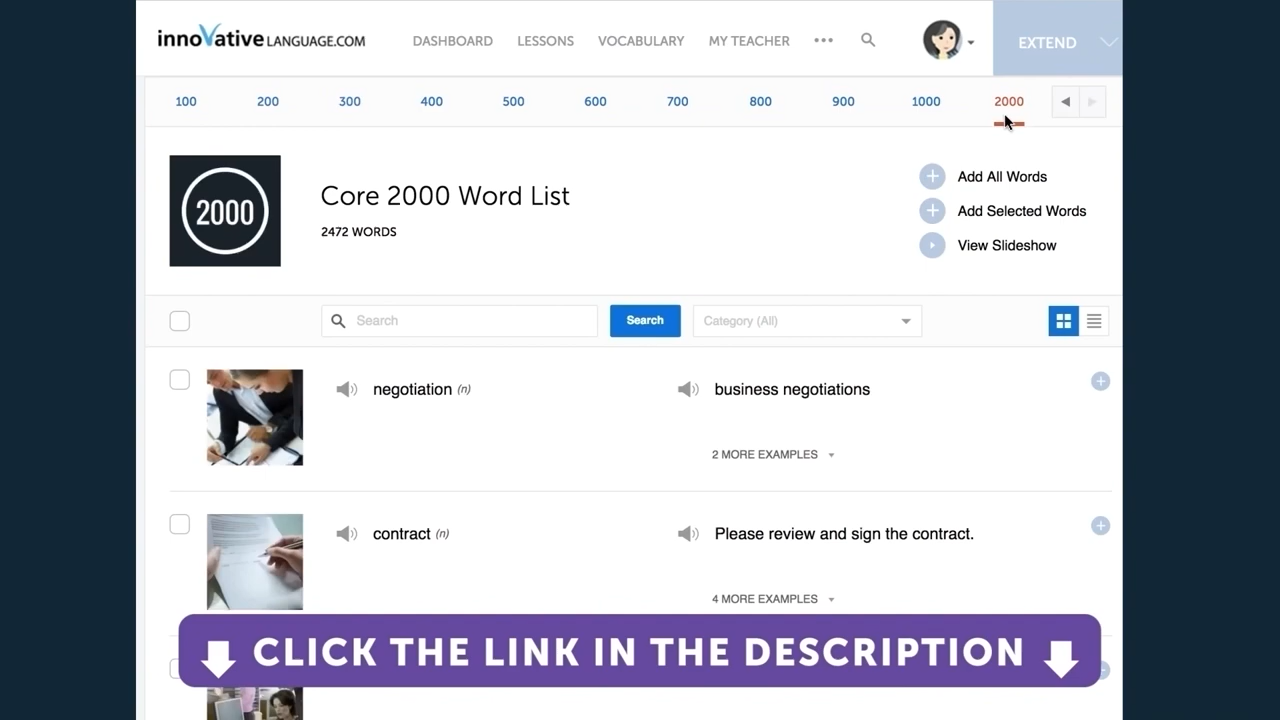 innoVative LANGUAGE.COM
DASHBOARD LESSONS VOCABULARY MY TEACHER EXTEND
100 200 300 400 500 600 700 800 900 1000 2000
2000
Core 2000 Word List
2472 WORDS
Add All Words
Add Selected Words
View Slideshow
Search Search Category (All)
negotiation (n) business negotiations
2 MORE EXAMPLES
contract (n) Please review and sign the contract.
4 MORE EXAMPLES
CLICK THE LINK IN THE DESCRIPTION